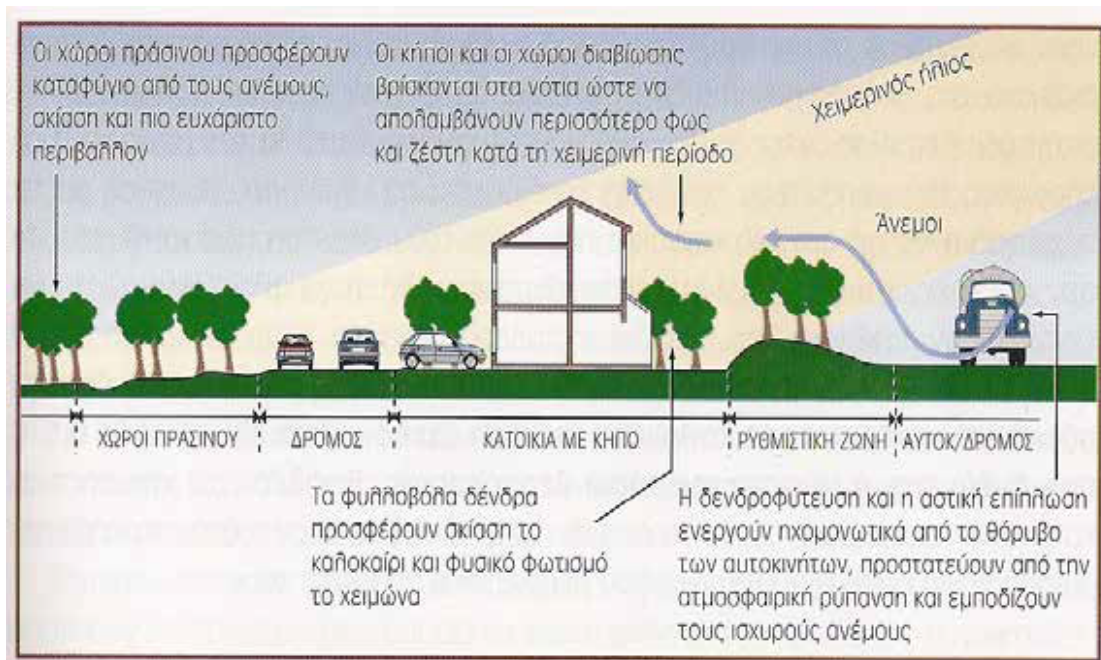 Οι χώροι πράσινου προσφέρουν
καταφύγιο από τους ανέμους,
σκίαση και πιο ευχάριστο
περιβάλλον
Οι κήποι και οι χώροι διαβίωσης
βρίσκονται στα νότια ώστε να
απολαμβάνουν περισσότερο φως
και ζέστη κατά τη χειμερινή περίοδο
Χειμερινός ήλιος
Άνεμοι
ΧΩΡΟΙ ΠΡΑΣΙΝΟΥ
ΔΡΟΜΟΣ
ΚΑΤΟΙΚΙΑ ΜΕ ΚΗΠΟ
ΡΥΘΜΙΣΤΙΚΗ ΖΩΝΗ
ΑΥΤΟΚ/ΔΡΟΜΟΣ
Τα φυλλοβόλα δένδρα
προσφέρουν σκίαση το
καλοκαίρι και φυσικό φωτισμό
το χειμώνα
Η δενδροφύτευση και η αστική επίπλωση
ενεργούν ηχομονωτικά από το θόρυβο
των αυτοκινήτων, προστατεύουν από την
ατμοσφαιρική ρύπανση και εμποδίζουν
τους ισχυρούς ανέμους